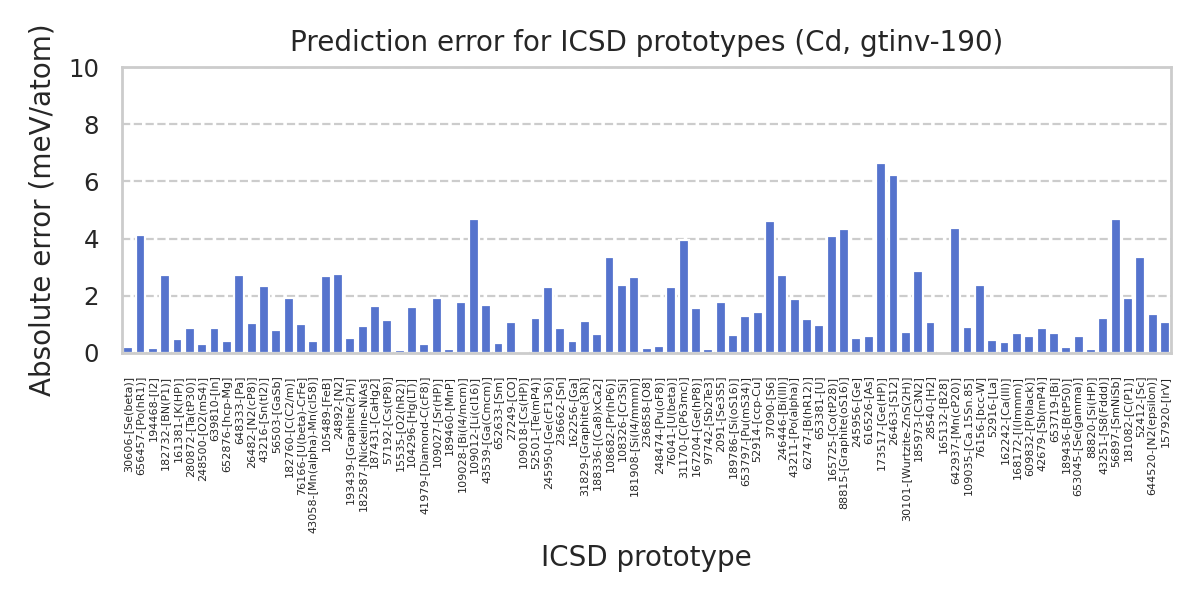 Prediction error for ICSD prototypes (Cd, gtinv-190)
Absolute error (meV/atom)
10
8
6
4
2
0
30606-[Se(beta)]
656457-[Po(hR1)]
194468-[I2]
182732-[BN(P1)]
161381-[K(HP)]
280872-[Ta(tP30)]
248500-[O2(mS4)]
639810-[In]
652876-[hcp-Mg]
648333-[Pa]
26482-[N2(cP8)]
43216-[Sn(tI2)]
56503-[GaSb]
182760-[C(C2/m)]
76166-[U(beta)-CrFe]
43058-[Mn(alpha)-Mn(cI58)]
105489-[FeB]
24892-[N2]
193439-[Graphite(2H)]
182587-[Nickeline-NiAs]
187431-[CaHg2]
57192-[Cs(tP8)]
15535-[O2(hR2)]
104296-[Hg(LT)]
41979-[Diamond-C(cF8)]
109027-[Sr(HP)]
189460-[MnP]
109028-[Bi(I4/mcm)]
109012-[Li(cI16)]
43539-[Ga(Cmcm)]
652633-[Sm]
27249-[CO]
109018-[Cs(HP)]
52501-[Te(mP4)]
245950-[Ge(cF136)]
236662-[Sn]
162256-[Ga]
31829-[Graphite(3R)]
188336-[(Ca8)xCa2]
108682-[Pr(hP6)]
108326-[Cr3Si]
181908-[Si(I4/mmm)]
236858-[O8]
248474-[Pu(oF8)]
76041-[U(beta)]
31170-[C(P63mc)]
167204-[Ge(hP8)]
97742-[Sb2Te3]
2091-[Se3S5]
189786-[Si(oS16)]
653797-[Pu(mS34)]
52914-[ccp-Cu]
37090-[S6]
246446-[Bi(III)]
43211-[Po(alpha)]
62747-[B(hR12)]
653381-[U]
165725-[Co(tP28)]
88815-[Graphite(oS16)]
245956-[Ge]
616526-[As]
173517-[Ge(HP)]
26463-[S12]
30101-[Wurtzite-ZnS(2H)]
185973-[C3N2]
28540-[H2]
165132-[B28]
642937-[Mn(cP20)]
109035-[Ca.15Sn.85]
76156-[bcc-W]
52916-[La]
162242-[Ca(III)]
168172-[I(Immm)]
609832-[P(black)]
42679-[Sb(mP4)]
653719-[Bi]
189436-[B(tP50)]
653045-[Se(gamma)]
88820-[Si(HP)]
43251-[S8(Fddd)]
56897-[SmNiSb]
181082-[C(P1)]
52412-[Sc]
644520-[N2(epsilon)]
157920-[IrV]
ICSD prototype